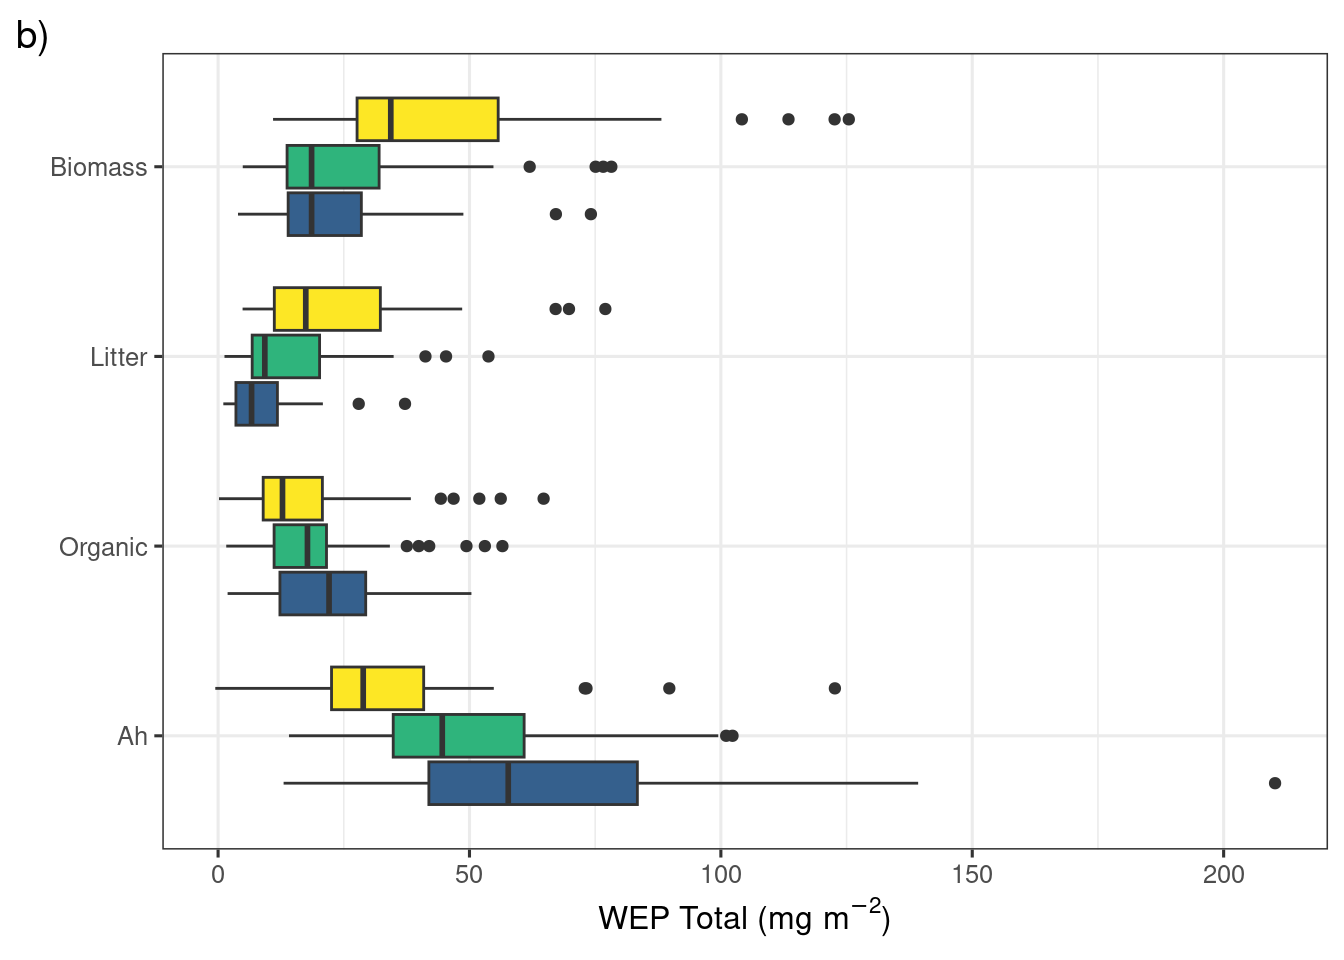 b)
Biomass
Litter
Organic
Ah
0 50 100 150 200
WEP Total (mg m⁻²)